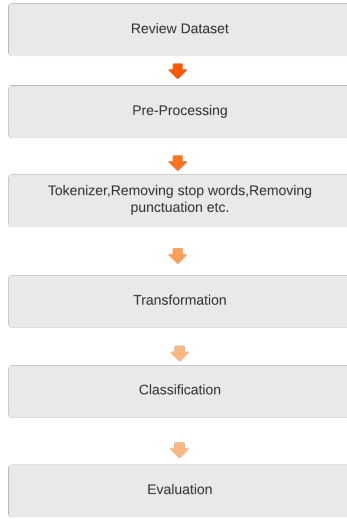 Review Dataset
Pre-Processing
Tokenizer,Removing stop words,Removing
punctuation etc.
Transformation
Classification
Evaluation